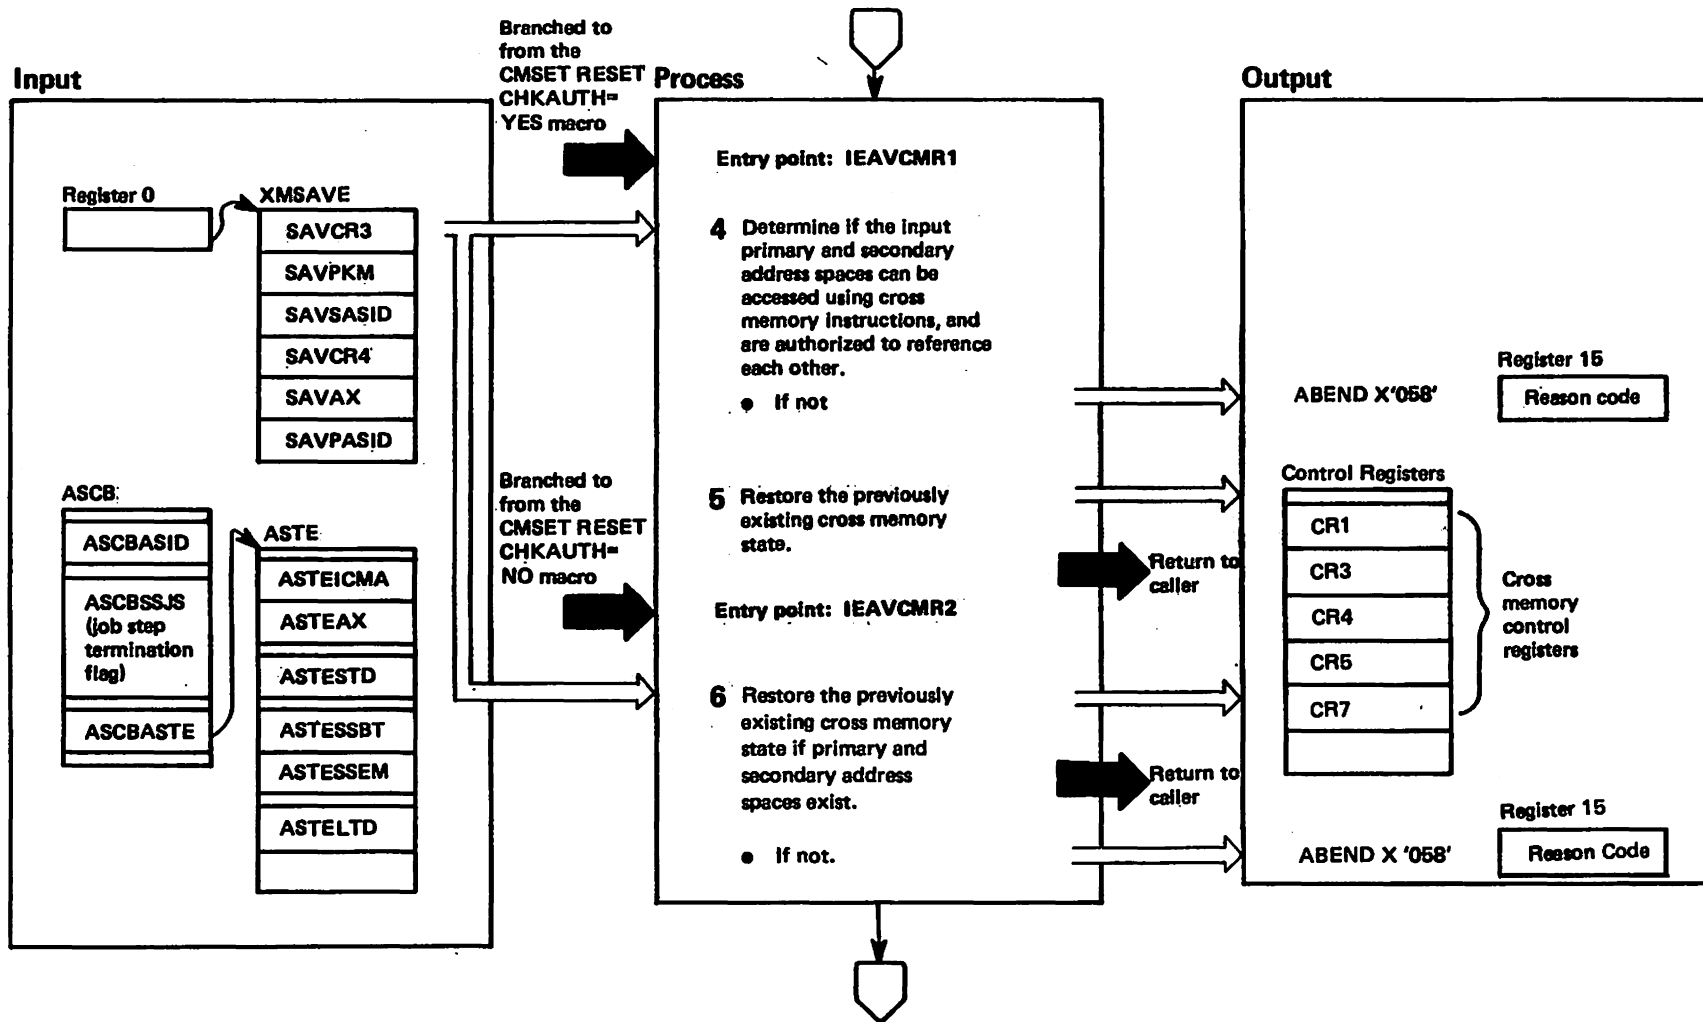 Input
Register 0
XMSAVE
SAVCR3
SAVPKM
SAVSASID
SAVCR4
SAVAX
SAVPASID
ASCB
ASCBASID
ASCBSSJS
(job step
termination
flag)
ASCBASTE
ASTE
ASTEICMA
ASTEAX
ASTESTD
ASTESSBT
ASTESSEM
ASTELTD
Branched to
from the
CMSET RESET
CHKAUTH=
YES macro
Branched to
from the
CMSET RESET
CHKAUTH=
NO macro
Process
Entry point: IEAVCMR1
4 Determine if the input
primary and secondary
address spaces can be
accessed using cross
memory instructions, and
are authorized to reference
each other.
• If not
5 Restore the previously
existing cross memory
state.
Return to
caller
Entry point: IEAVCMR2
6 Restore the previously
existing cross memory
state if primary and
secondary address
spaces exist.
Return to
caller
• If not.
Output
ABEND X'058'
Register 15
Reason code
Control Registers
CR1
CR3
CR4
CR5
CR7
Cross
memory
control
registers
ABEND X '058'
Register 15
Reason Code